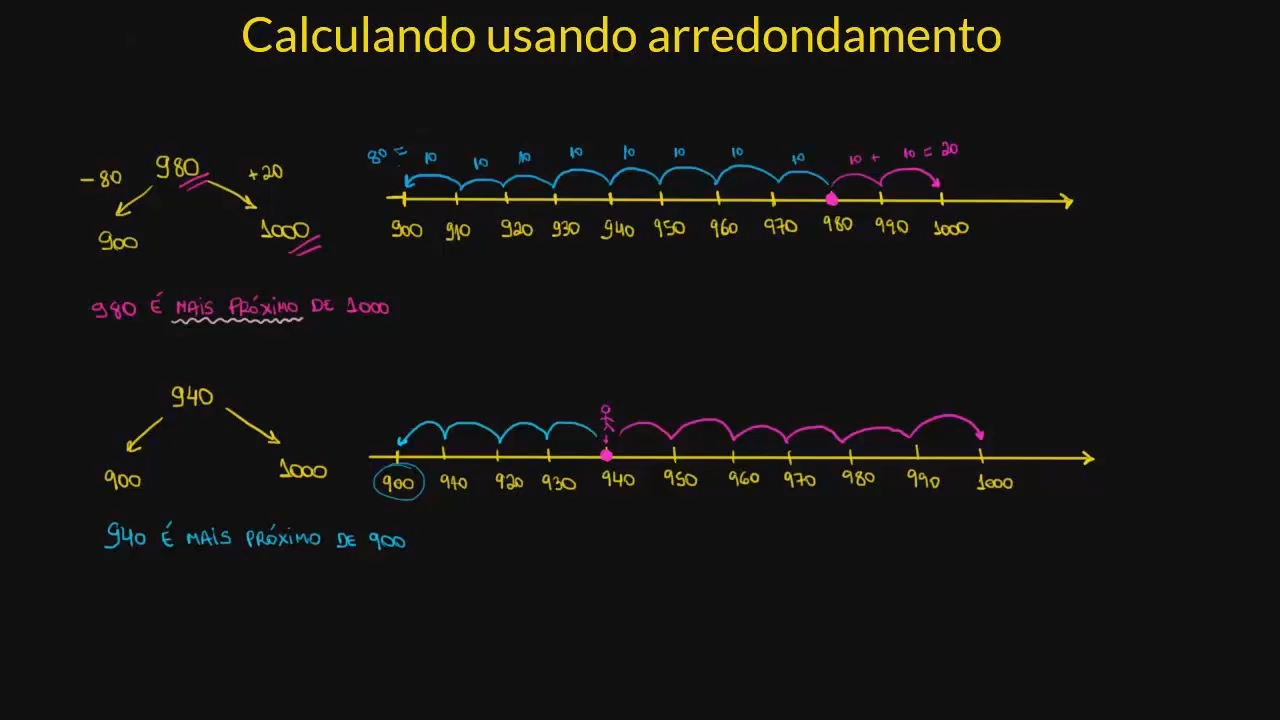 Calculando usando arredondamento
980
-80
+20
900
1000
80 = 10 10 10 10 10 10 10 10 10 + 10 = 20
900 910 920 930 940 950 960 970 980 990 1000
980 É MAIS PRÓXIMO DE 1000
940
900
1000
900 910 920 930 940 950 960 970 980 990 1000
940 É MAIS PRÓXIMO DE 900